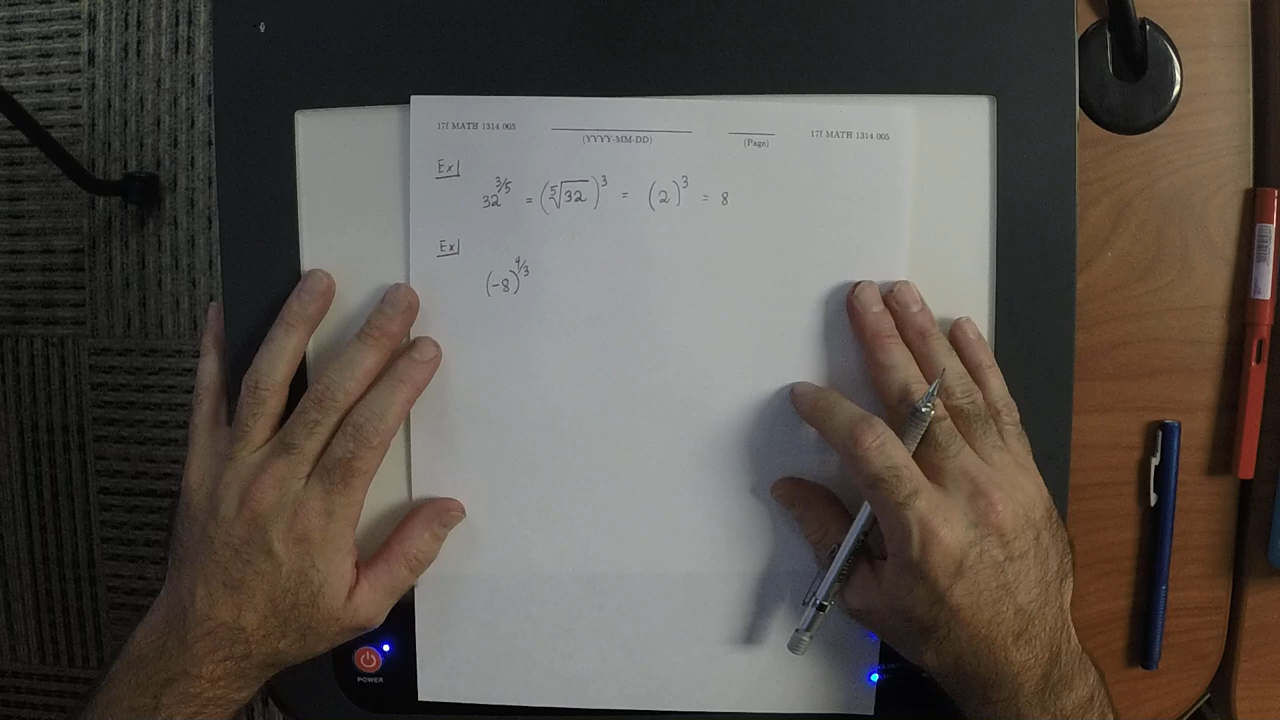 17f MATH 1314 005 (YYYY-MM-DD) (Page) 17f MATH 1314 005
Ex
32^{3/5} = (\sqrt[5]{32})^3 = (2)^3 = 8
Ex
(-8)^{4/3}
POWER